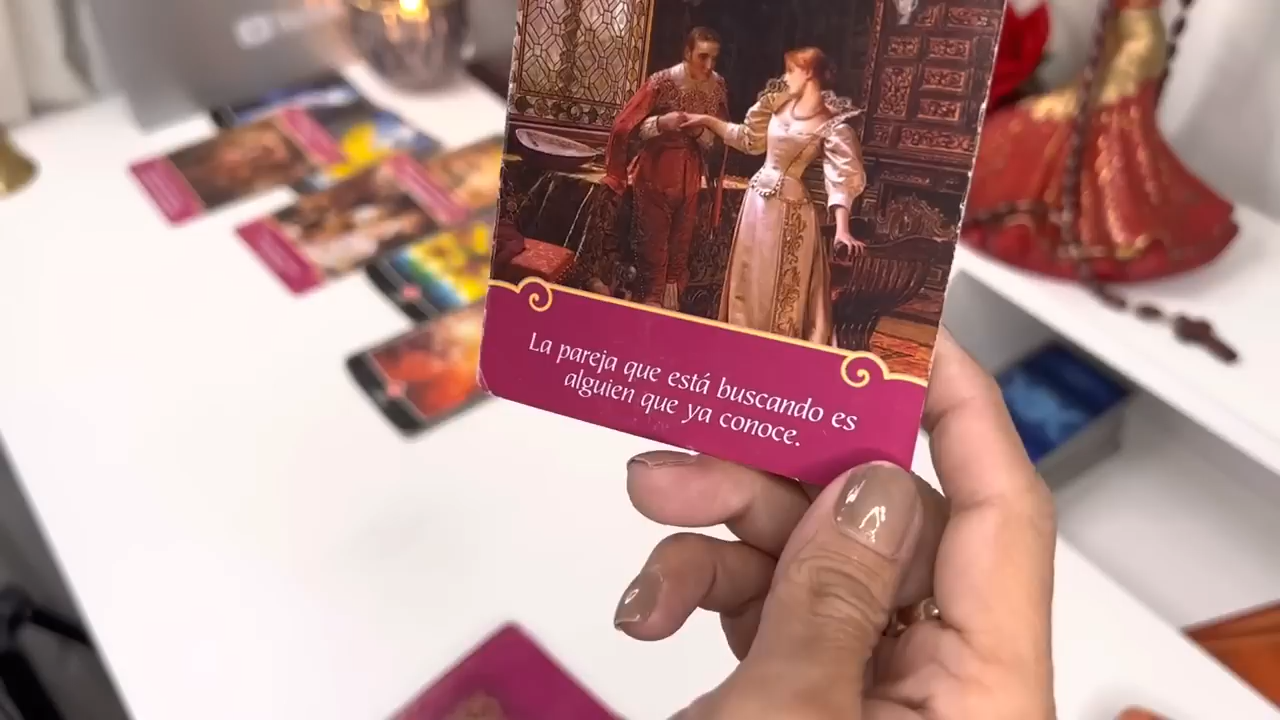 La pareja que está buscando es
alguien que ya conoce.